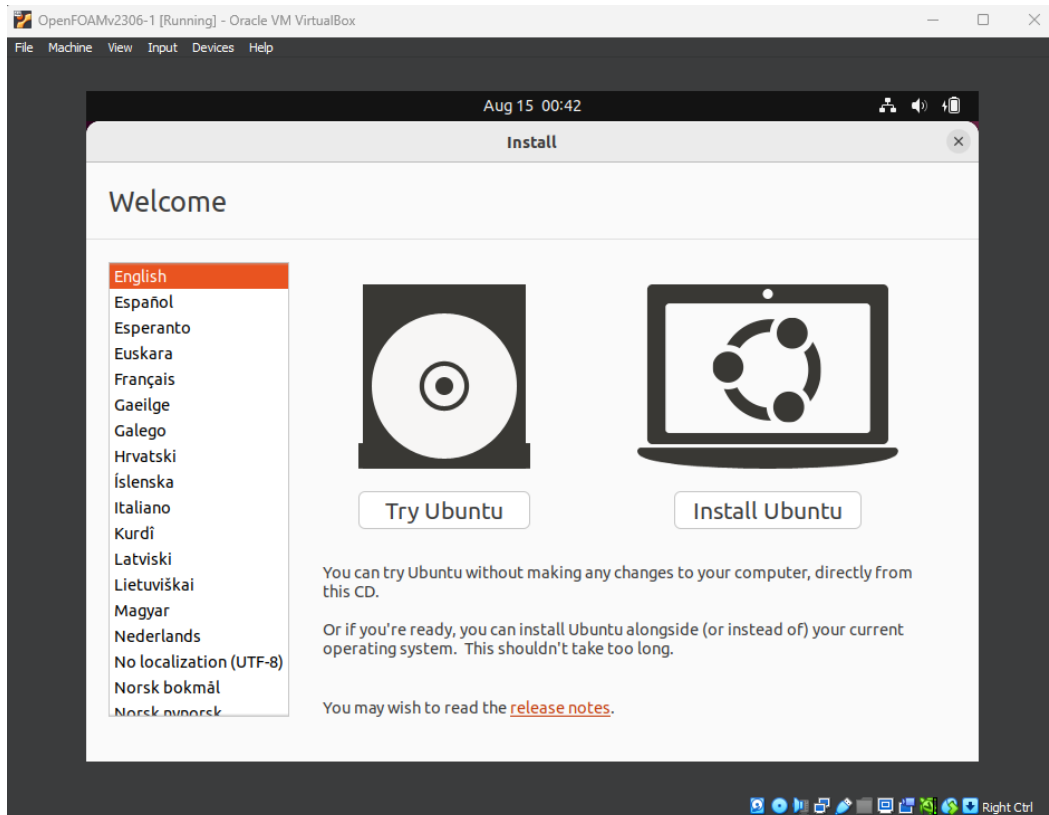 OpenFOAMv2306-1 [Running] - Oracle VM VirtualBox
File Machine View Input Devices Help
Aug 15 00:42
Install
Welcome
English
Español
Esperanto
Euskara
Français
Gaeilge
Galego
Hrvatski
Íslenska
Italiano
Kurdî
Latviski
Lietuviškai
Magyar
Nederlands
No localization (UTF-8)
Norsk bokmål
Norsk nynorsk
Try Ubuntu
Install Ubuntu
You can try Ubuntu without making any changes to your computer, directly from
this CD.
Or if you're ready, you can install Ubuntu alongside (or instead of) your current
operating system. This shouldn't take too long.
You may wish to read the release notes.
Right Ctrl